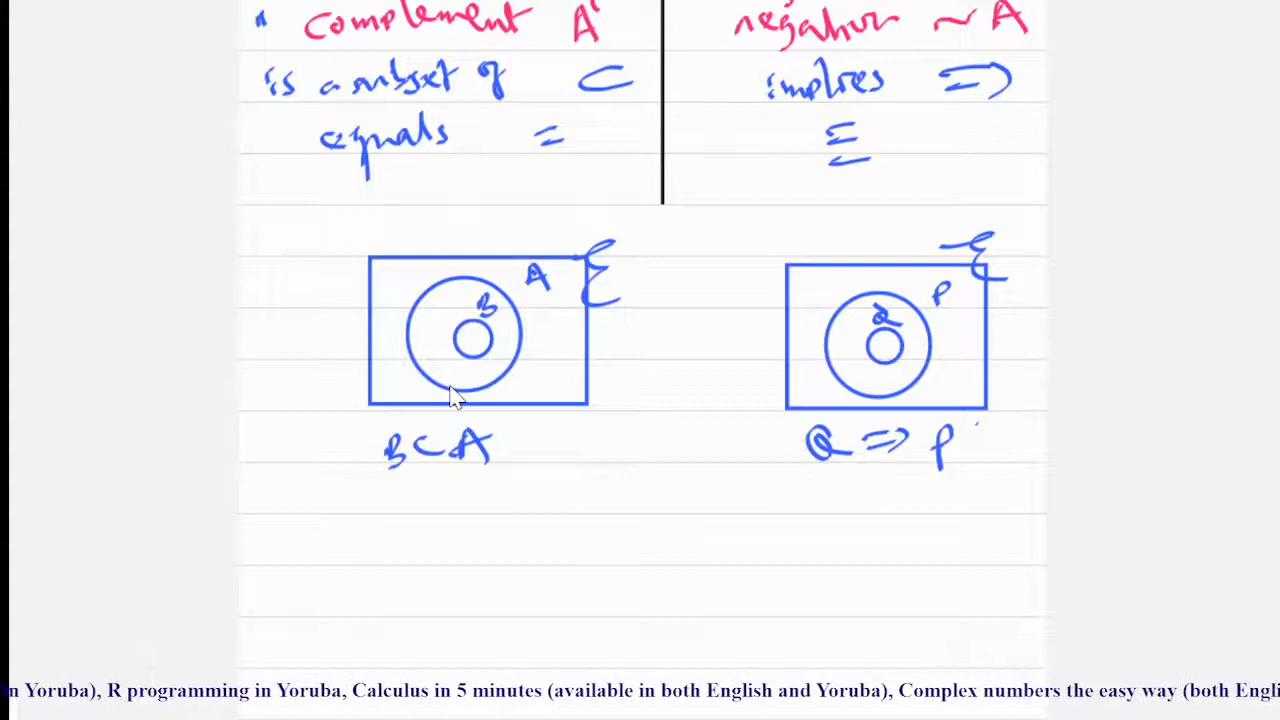 complement A'
negation ~ A
is a subset of ⊂
implies ⇒
equals =
≡
A
B
ξ
P
Q
ξ
B ⊂ A
Q ⇒ P
in Yoruba), R programming in Yoruba, Calculus in 5 minutes (available in both English and Yoruba), Complex numbers the easy way (both Engli